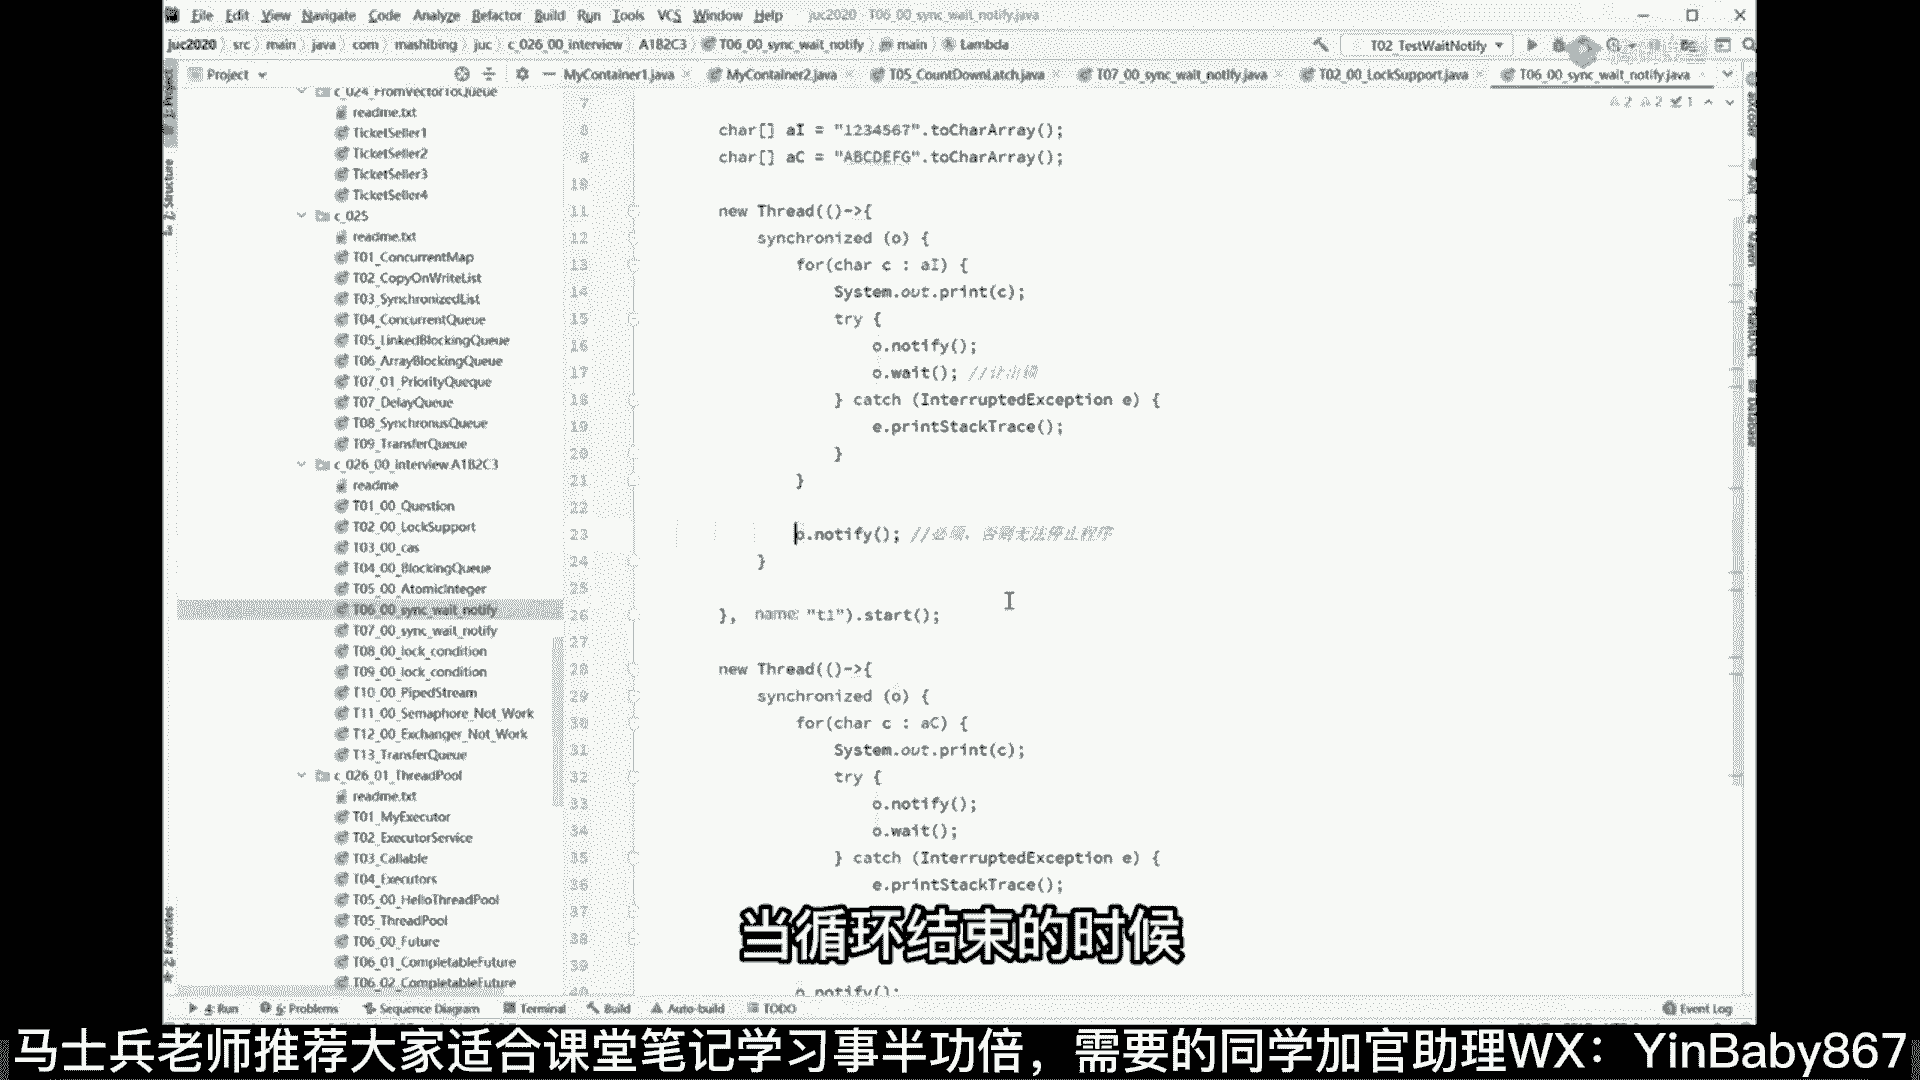 File Edit View Navigate Code Analyze Refactor Build Run Tools VCS Window Help juc2020 - T06_00_sync_wait_notify.java
juc2020 src main java com mashibing juc c_026_00_interview A1B2C3 T06_00_sync_wait_notify main Lambda T02_TestWaitNotify
Project MyContainer1.java MyContainer2.java T05_CountDownLatch.java T07_00_sync_wait_notify.java T02_00_LockSupport.java T06_00_sync_wait_notify.java
1: Project
7: Structure
2: Favorites
Ant
Maven
Database
2 2 1
c_024_FromVectorToQueue
readme.txt
TicketSeller1
TicketSeller2
TicketSeller3
TicketSeller4
c_025
readme.txt
T01_ConcurrentMap
T02_CopyOnWriteList
T03_SynchronizedList
T04_ConcurrentQueue
T05_LinkedBlockingQueue
T06_ArrayBlockingQueue
T07_01_PriorityQueque
T07_DelayQueue
T08_SynchronusQueue
T09_TransferQueue
c_026_00_interview.A1B2C3
readme
T01_00_Question
T02_00_LockSupport
T03_00_cas
T04_00_BlockingQueue
T05_00_AtomicInteger
T06_00_sync_wait_notify
T07_00_sync_wait_notify
T08_00_lock_condition
T09_00_lock_condition
T10_00_PipedStream
T11_00_Semaphore_Not_Work
T12_00_Exchanger_Not_Work
T13_TransferQueue
c_026_01_ThreadPool
readme.txt
T01_MyExecutor
T02_ExecutorService
T03_Callable
T04_Executors
T05_00_HelloThreadPool
T05_ThreadPool
T06_00_Future
T06_01_CompletableFuture
T06_02_CompletableFuture
7
8 char[] aI = "1234567".toCharArray();
9 char[] aC = "ABCDEFG".toCharArray();
10
11 new Thread(()->{
12 synchronized (o) {
13 for(char c : aI) {
14 System.out.print(c);
15 try {
16 o.notify();
17 o.wait(); //让出锁
18 } catch (InterruptedException e) {
19 e.printStackTrace();
20 }
21 }
22
23 o.notify(); //必须，否则无法停止程序
24 }
25
26 }, name: "t1").start();
27
28 new Thread(()->{
29 synchronized (o) {
30 for(char c : aC) {
31 System.out.print(c);
32 try {
33 o.notify();
34 o.wait();
35 } catch (InterruptedException e) {
36 e.printStackTrace();
37
38
39
40 o.notify();
当循环结束的时候
4: Run 6: Problems Sequence Diagram Terminal Build Auto-build TODO Event Log
马士兵老师推荐大家适合课堂笔记学习事半功倍，需要的同学加官助理WX：YinBaby867